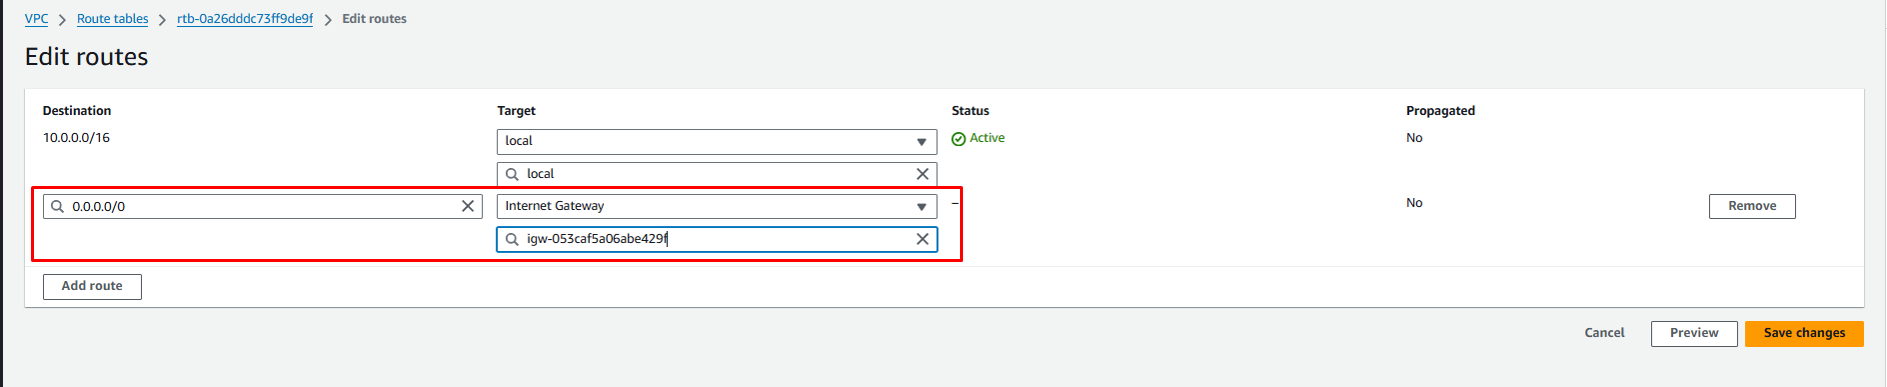 VPC > Route tables > rtb-0a26dddc73ff9de9f > Edit routes
Edit routes
Destination Target Status Propagated
10.0.0.0/16 local Active No
local
0.0.0.0/0 Internet Gateway – No Remove
igw-053caf5a06abe429f
Add route
Cancel Preview Save changes